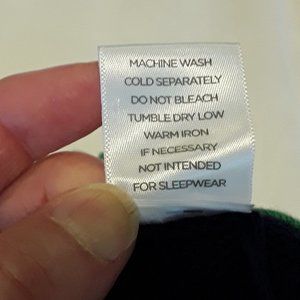 MACHINE WASH
COLD SEPARATELY
DO NOT BLEACH
TUMBLE DRY LOW
WARM IRON
IF NECESSARY
NOT INTENDED
FOR SLEEPWEAR